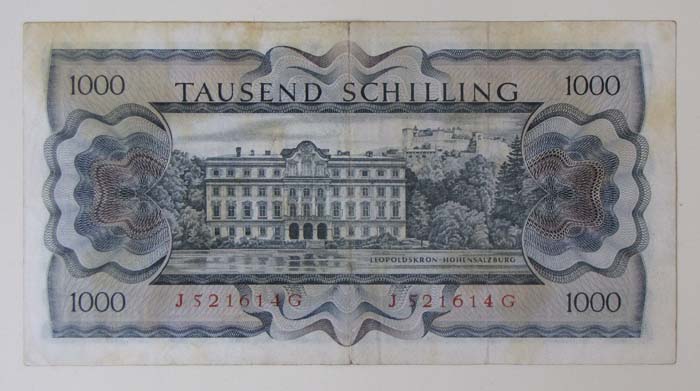 1000 TAUSEND SCHILLING 1000
LEOPOLDSKRON-HOHENSALZBURG
1000 J 521614 G J 521614 G 1000